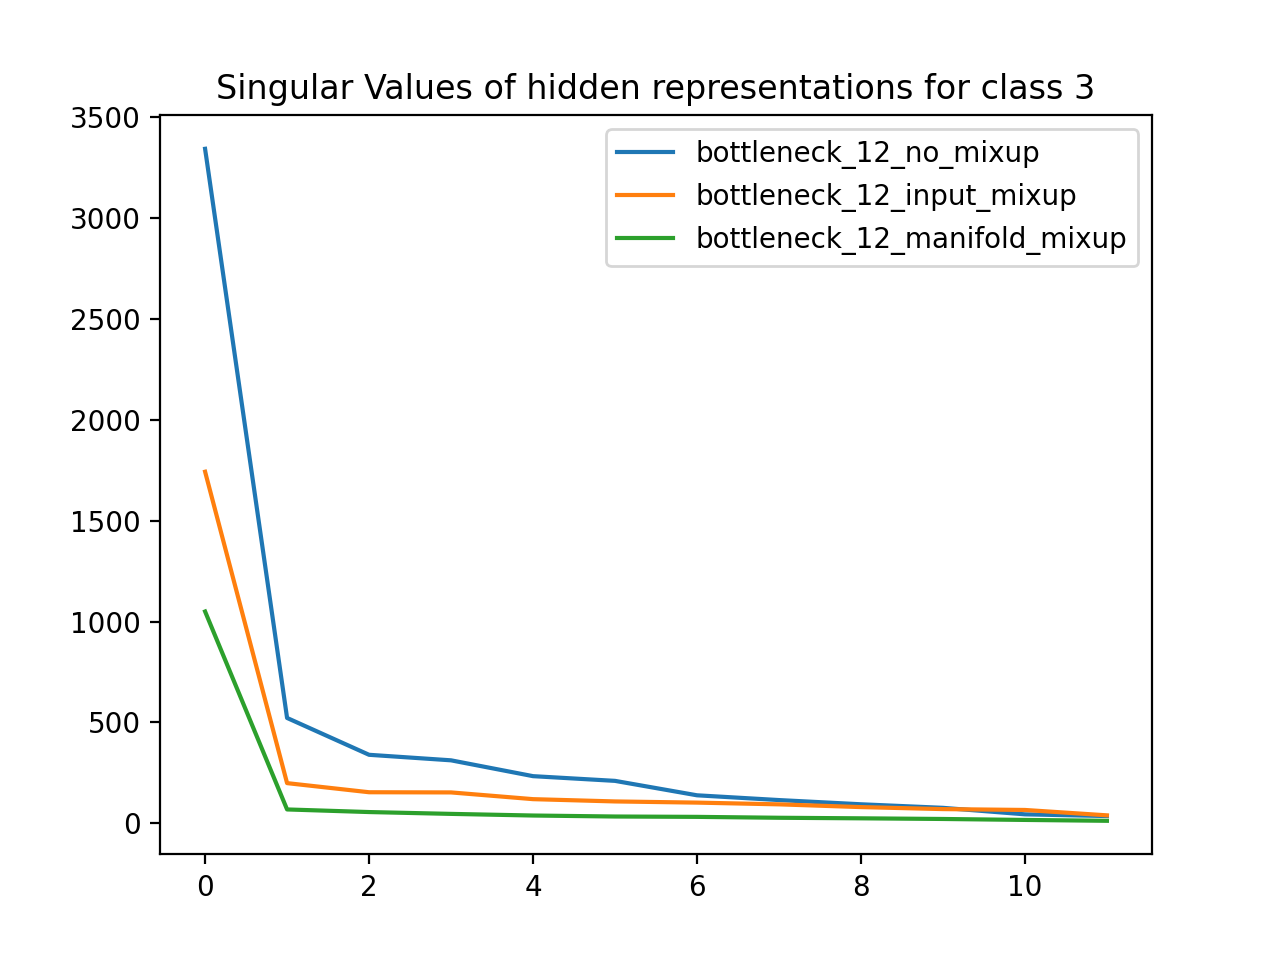 Singular Values of hidden representations for class 3
3500
3000
2500
2000
1500
1000
500
0
bottleneck_12_no_mixup
bottleneck_12_input_mixup
bottleneck_12_manifold_mixup
0 2 4 6 8 10